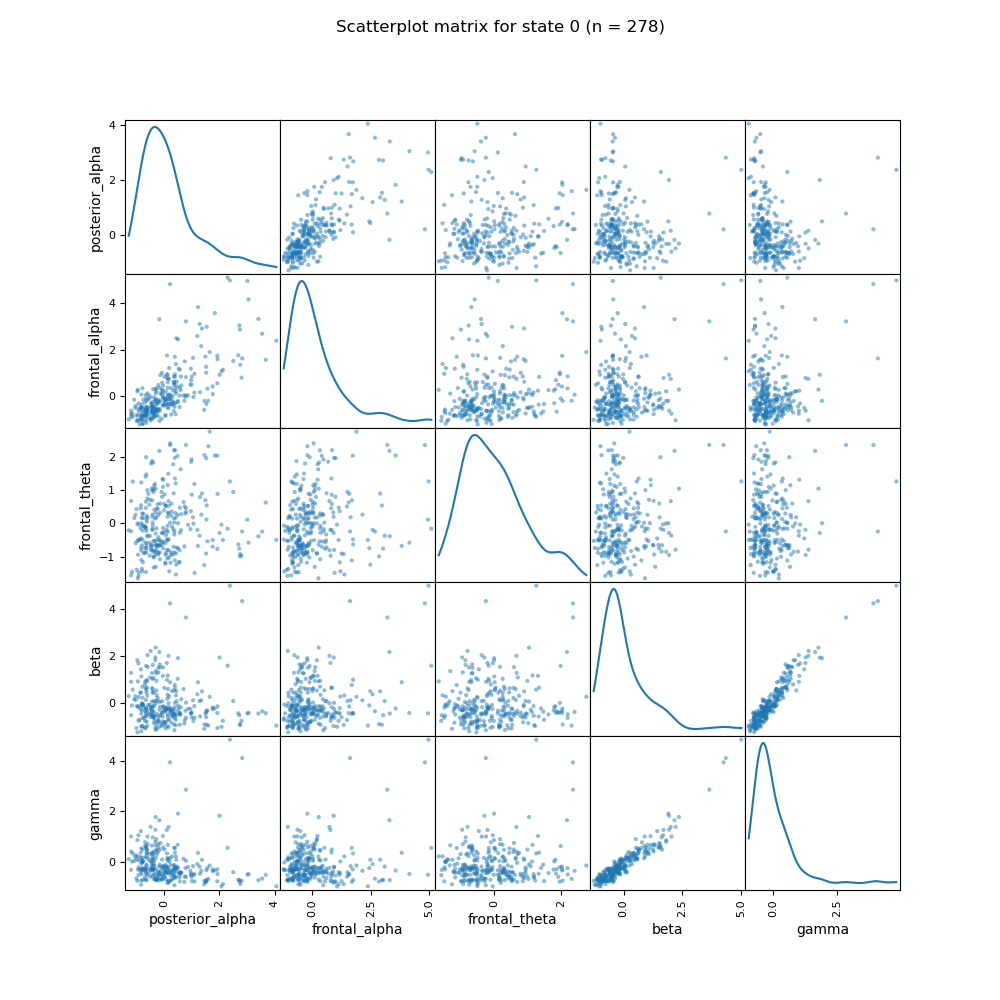 Scatterplot matrix for state 0 (n = 278)
4
2
0
posterior_alpha
4
2
0
frontal_alpha
2
1
0
−1
frontal_theta
4
2
0
beta
4
2
0
gamma
0 2 4 0.0 2.5 5.0 0 2 0.0 2.5 5.0 0.0 2.5
posterior_alpha frontal_alpha frontal_theta beta gamma